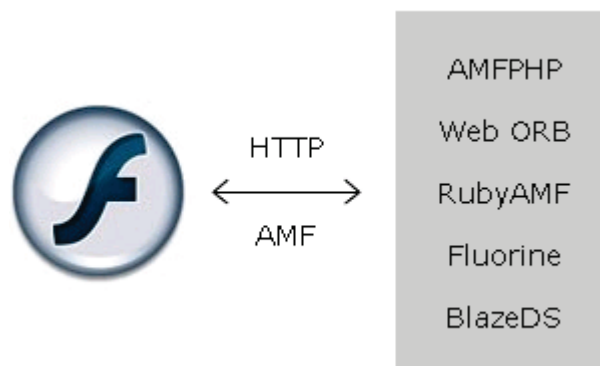 HTTP
AMF
AMFPHP
Web ORB
RubyAMF
Fluorine
BlazeDS